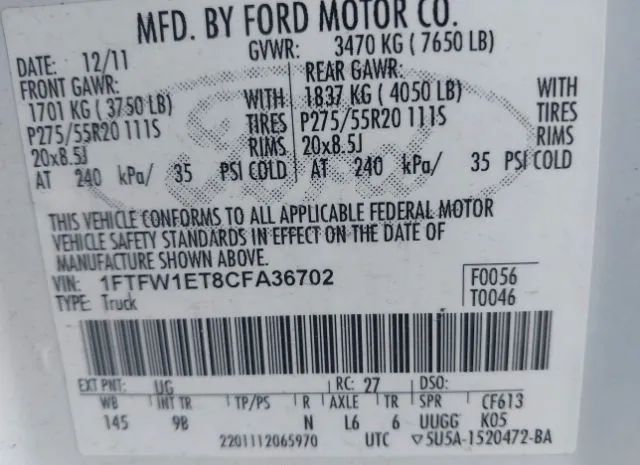 MFD. BY FORD MOTOR CO.
DATE: 12/11 GVWR: 3470 KG (7650 LB)
FRONT GAWR: REAR GAWR:
1701 KG (3750 LB) WITH 1837 KG (4050 LB) WITH
P275/55R20 111S TIRES P275/55R20 111S TIRES
20x8.5J RIMS 20x8.5J RIMS
AT 240 kPa/ 35 PSI COLD AT 240 kPa/ 35 PSI COLD
Ford
THIS VEHICLE CONFORMS TO ALL APPLICABLE FEDERAL MOTOR
VEHICLE SAFETY STANDARDS IN EFFECT ON THE DATE OF
MANUFACTURE SHOWN ABOVE.
VIN: 1FTFW1ET8CFA36702 F0056
TYPE: Truck T0046
EXT PNT: UG RC: 27 DSO:
WB INT TR TP/PS R AXLE TR SPR CF613
145 9B N L6 6 UUGG K05
2201112065970 UTC ▽5U5A-1520472-BA